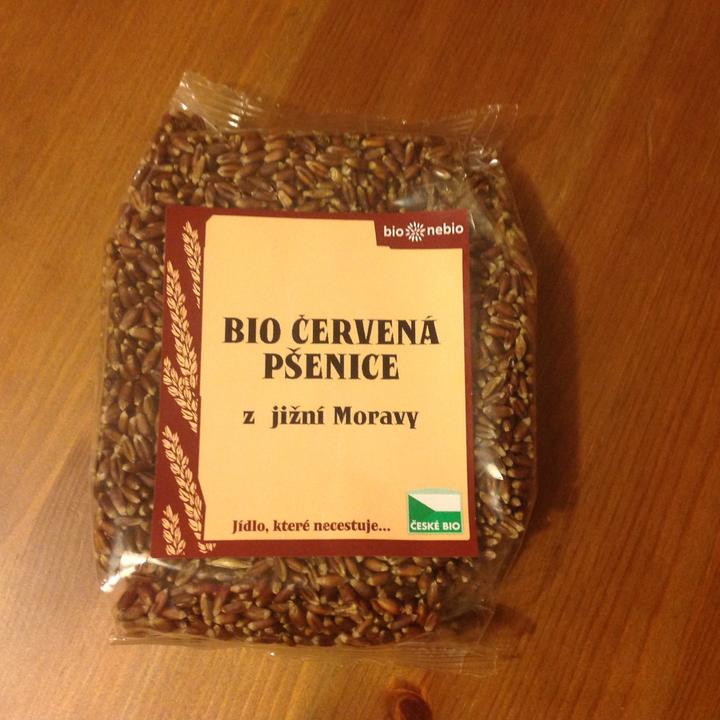 bio nebio
BIO ČERVENÁ
PŠENICE
z jižní Moravy
Jídlo, které necestuje...
ČESKÉ BIO